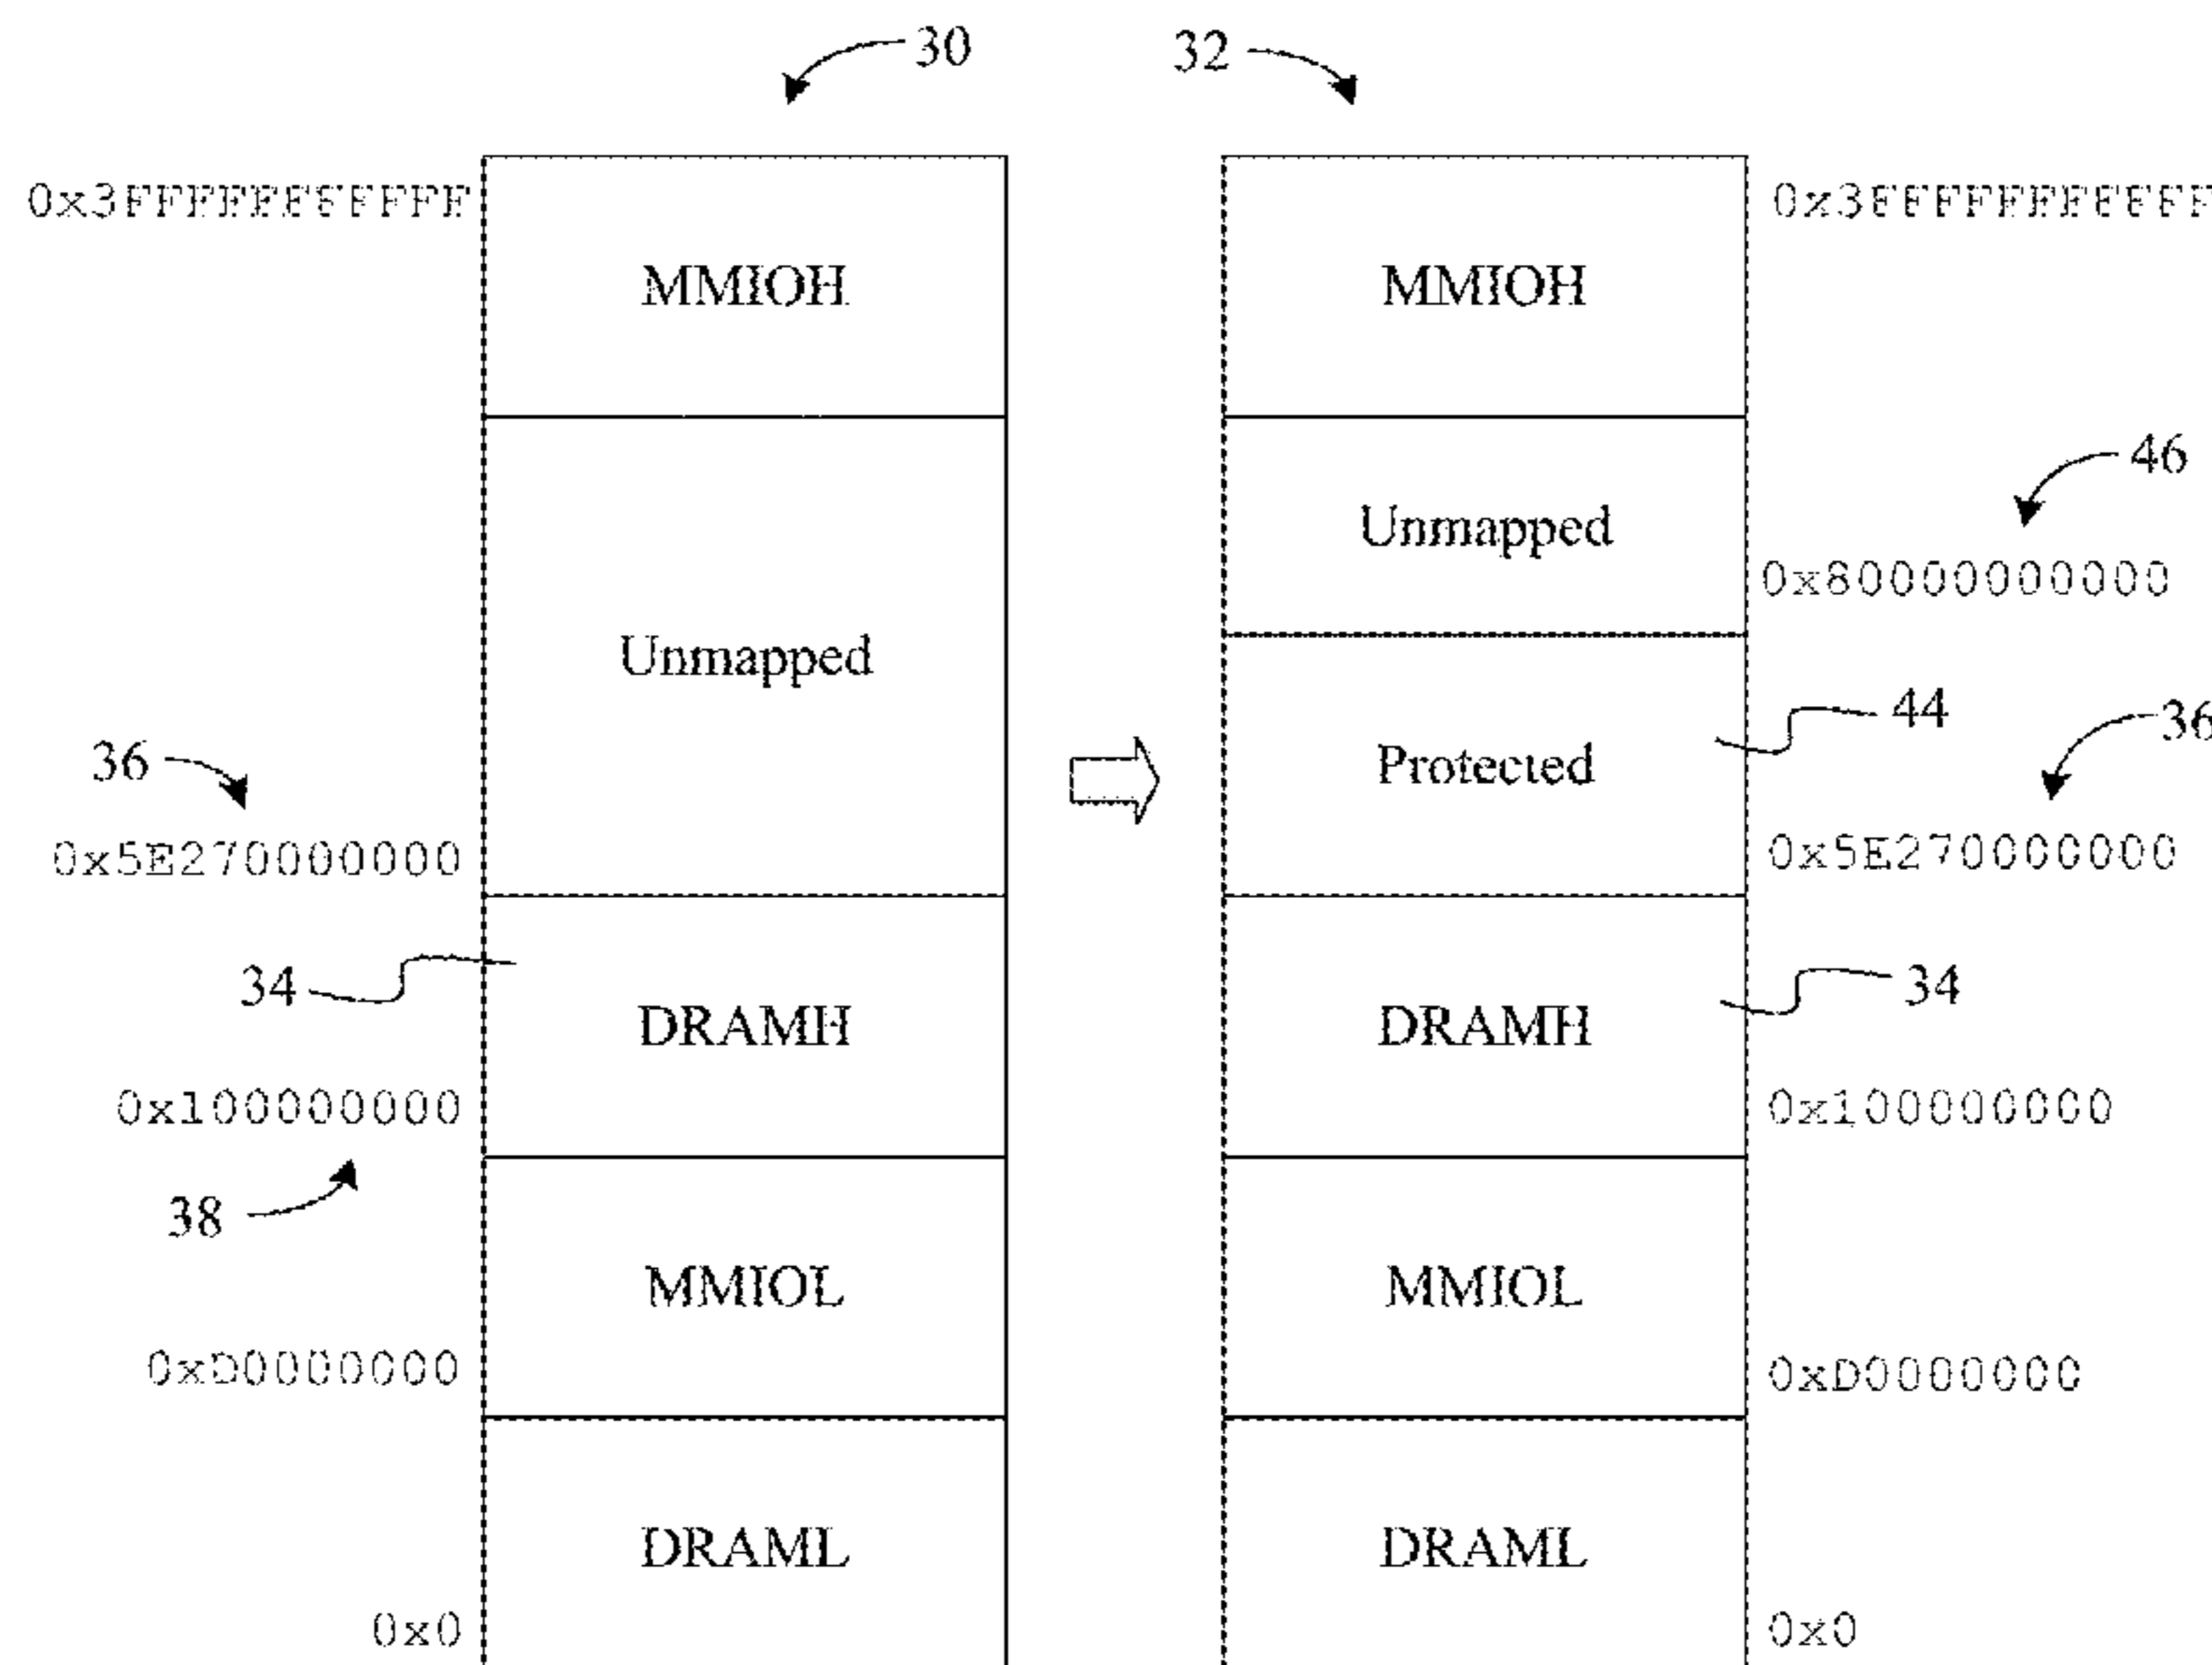 30
32
0x3FFFFFFFFFFF
MMIOH
MMIOH
0x3FFFFFFFFFFF
46
Unmapped
0x80000000000
Unmapped
44
36
Protected
36
0x5E270000000
0x5E270000000
34
34
DRAMH
DRAMH
0x100000000
0x100000000
38
MMIOL
MMIOL
0xD0000000
0xD0000000
DRAML
DRAML
0x0
0x0